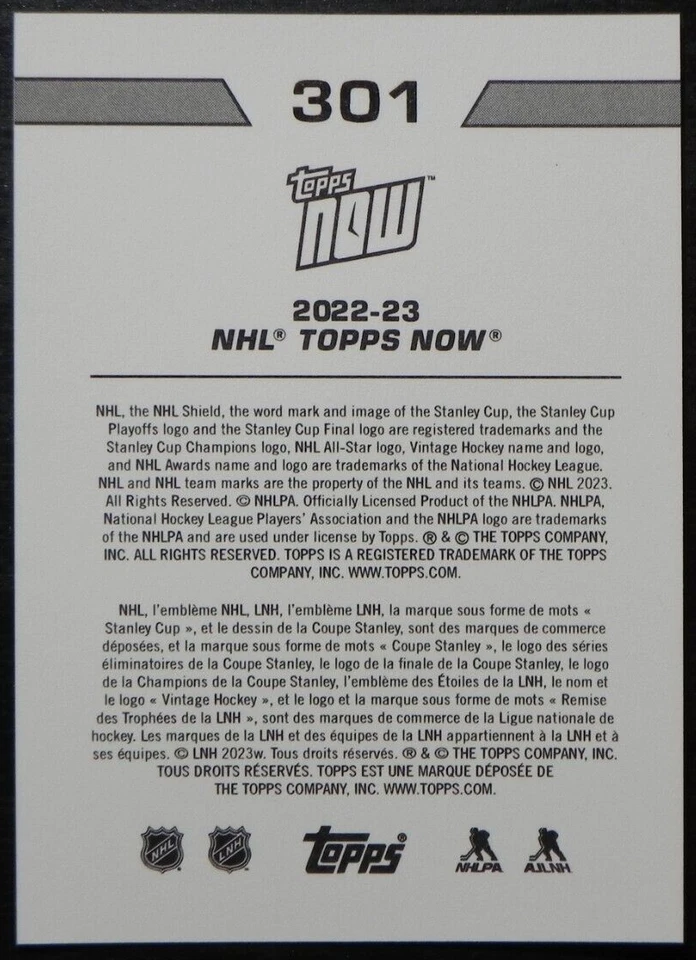 301
topps
NOW™
2022-23
NHL® TOPPS NOW®
NHL, the NHL Shield, the word mark and image of the Stanley Cup, the Stanley Cup
Playoffs logo and the Stanley Cup Final logo are registered trademarks and the
Stanley Cup Champions logo, NHL All-Star logo, Vintage Hockey name and logo,
and NHL Awards name and logo are trademarks of the National Hockey League.
NHL and NHL team marks are the property of the NHL and its teams. © NHL 2023.
All Rights Reserved. © NHLPA. Officially Licensed Product of the NHLPA. NHLPA,
National Hockey League Players' Association and the NHLPA logo are trademarks
of the NHLPA and are used under license by Topps. ® & © THE TOPPS COMPANY,
INC. ALL RIGHTS RESERVED. TOPPS IS A REGISTERED TRADEMARK OF THE TOPPS
COMPANY, INC. WWW.TOPPS.COM.
NHL, l'emblème NHL, LNH, l'emblème LNH, la marque sous forme de mots «
Stanley Cup », et le dessin de la Coupe Stanley, sont des marques de commerce
déposées, et la marque sous forme de mots « Coupe Stanley », le logo des séries
éliminatoires de la Coupe Stanley, le logo de la finale de la Coupe Stanley, le logo
de la Champions de la Coupe Stanley, l'emblème des Étoiles de la LNH, le nom et
le logo « Vintage Hockey », et le logo et la marque sous forme de mots « Remise
des Trophées de la LNH », sont des marques de commerce de la Ligue nationale de
hockey. Les marques de la LNH et des équipes de la LNH appartiennent à la LNH et à
ses équipes. © LNH 2023w. Tous droits réservés. ® & © THE TOPPS COMPANY, INC.
TOUS DROITS RÉSERVÉS. TOPPS EST UNE MARQUE DÉPOSÉE DE
THE TOPPS COMPANY, INC. WWW.TOPPS.COM.
NHL LNH topps® NHLPA AJLNH